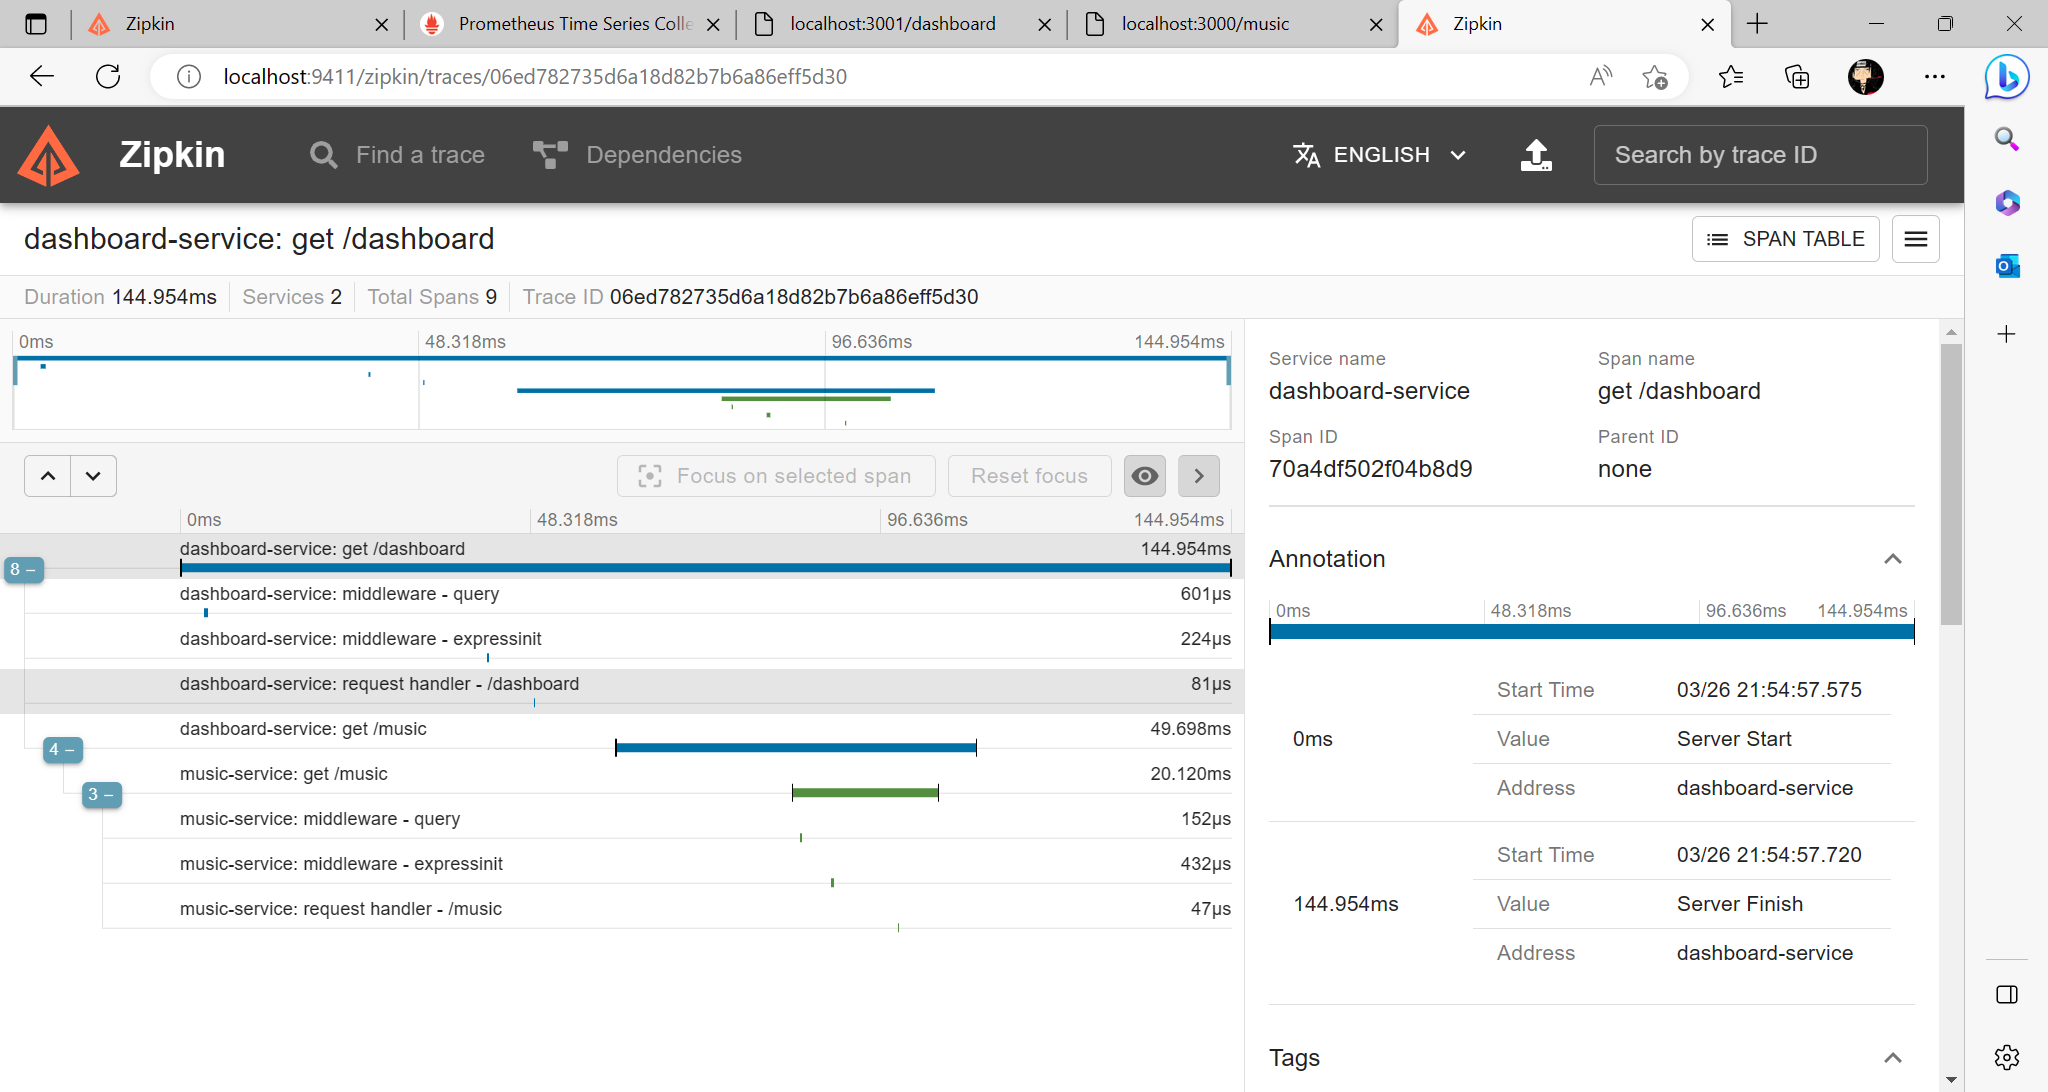 Zipkin
Prometheus Time Series Colle
localhost:3001/dashboard
localhost:3000/music
Zipkin
localhost:9411/zipkin/traces/06ed782735d6a18d82b7b6a86eff5d30
Zipkin
Find a trace
Dependencies
ENGLISH
Search by trace ID
dashboard-service: get /dashboard
SPAN TABLE
Duration 144.954ms
Services 2
Total Spans 9
Trace ID 06ed782735d6a18d82b7b6a86eff5d30
0ms 48.318ms 96.636ms 144.954ms
Focus on selected span
Reset focus
0ms 48.318ms 96.636ms 144.954ms
dashboard-service: get /dashboard 144.954ms
8 –
dashboard-service: middleware - query 601μs
dashboard-service: middleware - expressinit 224μs
dashboard-service: request handler - /dashboard 81μs
dashboard-service: get /music 49.698ms
4 –
music-service: get /music 20.120ms
3 –
music-service: middleware - query 152μs
music-service: middleware - expressinit 432μs
music-service: request handler - /music 47μs
Service name Span name
dashboard-service get /dashboard
Span ID Parent ID
70a4df502f04b8d9 none
Annotation
0ms 48.318ms 96.636ms 144.954ms
Start Time 03/26 21:54:57.575
0ms Value Server Start
Address dashboard-service
Start Time 03/26 21:54:57.720
144.954ms Value Server Finish
Address dashboard-service
Tags